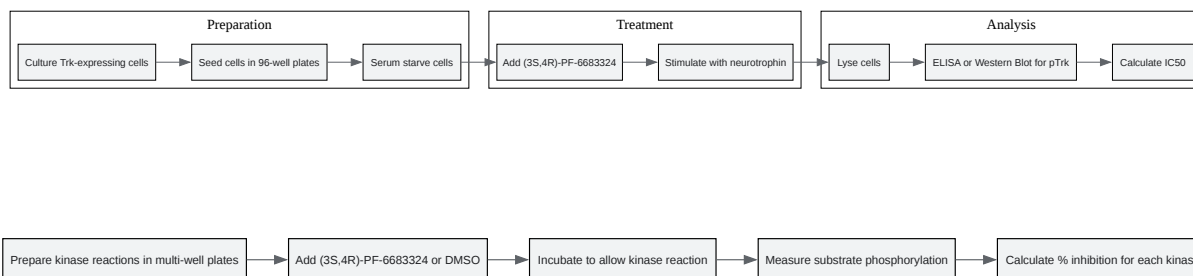 Preparation
Culture Trk-expressing cells
Seed cells in 96-well plates
Serum starve cells
Treatment
Add (3S,4R)-PF-6683324
Stimulate with neurotrophin
Analysis
Lyse cells
ELISA or Western Blot for pTrk
Calculate IC50
Prepare kinase reactions in multi-well plates
Add (3S,4R)-PF-6683324 or DMSO
Incubate to allow kinase reaction
Measure substrate phosphorylation
Calculate % inhibition for each kinas